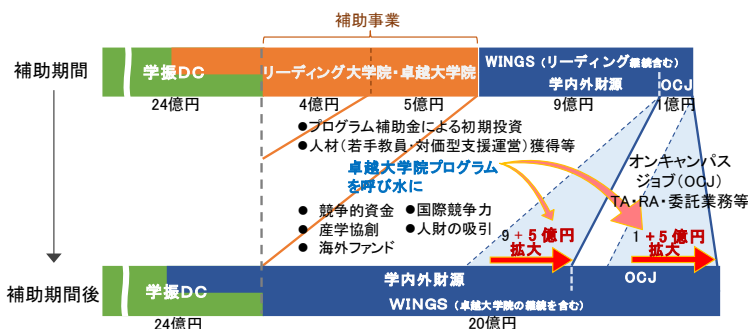 補助事業
補助期間
学振DC
リーディング大学院・卓越大学院
WINGS（リーディング継続含む）
学内外財源
OCJ
24億円
4億円
5億円
9億円
1億円
●プログラム補助金による初期投資
●人材（若手教員・対価型支援運営）獲得等
卓越大学院プログラム
を呼び水に
● 競争的資金
● 産学協創
● 海外ファンド
●国際競争力
●人財の吸引
オンキャンパス
ジョブ（OCJ）
TA・RA・委託業務等
9 + 5 億円
拡大
1 + 5 億円
拡大
補助期間後
学振DC
学内外財源
OCJ
WINGS（卓越大学院の継続を含む）
24億円
20億円